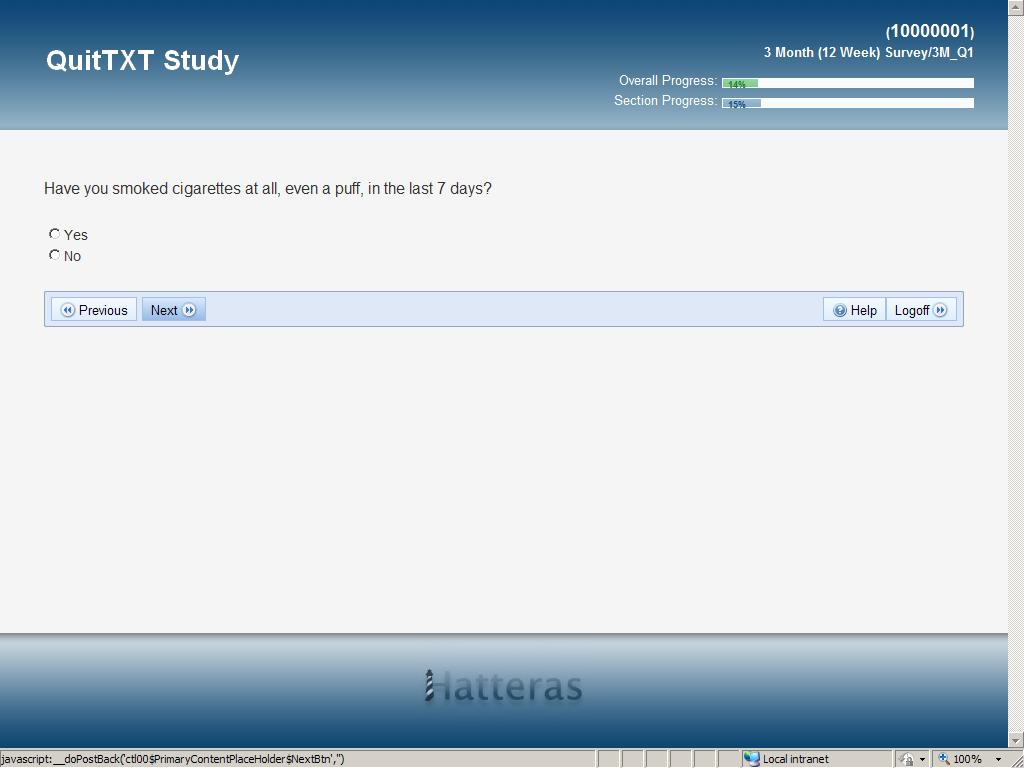 (10000001)
QuitTXT Study
3 Month (12 Week) Survey/3M_Q1
Overall Progress: 14%
Section Progress: 15%
Have you smoked cigarettes at all, even a puff, in the last 7 days?
Yes
No
Previous Next Help Logoff
Hatteras
javascript:__doPostBack('ctl00$PrimaryContentPlaceHolder$NextBtn','') Local intranet 100%